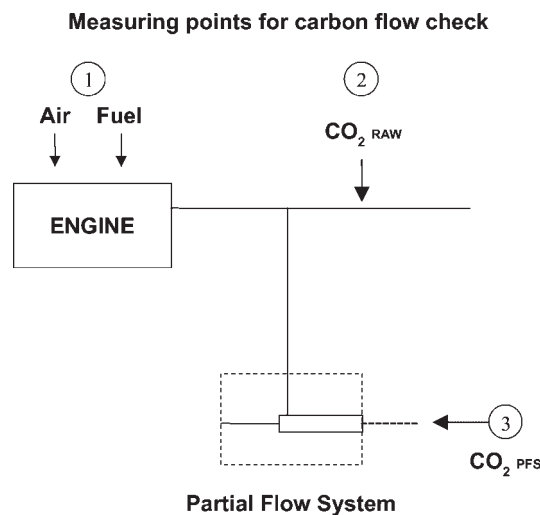 Measuring points for carbon flow check
1
2
Air Fuel
CO₂ RAW
ENGINE
3
CO₂ PFS
Partial Flow System